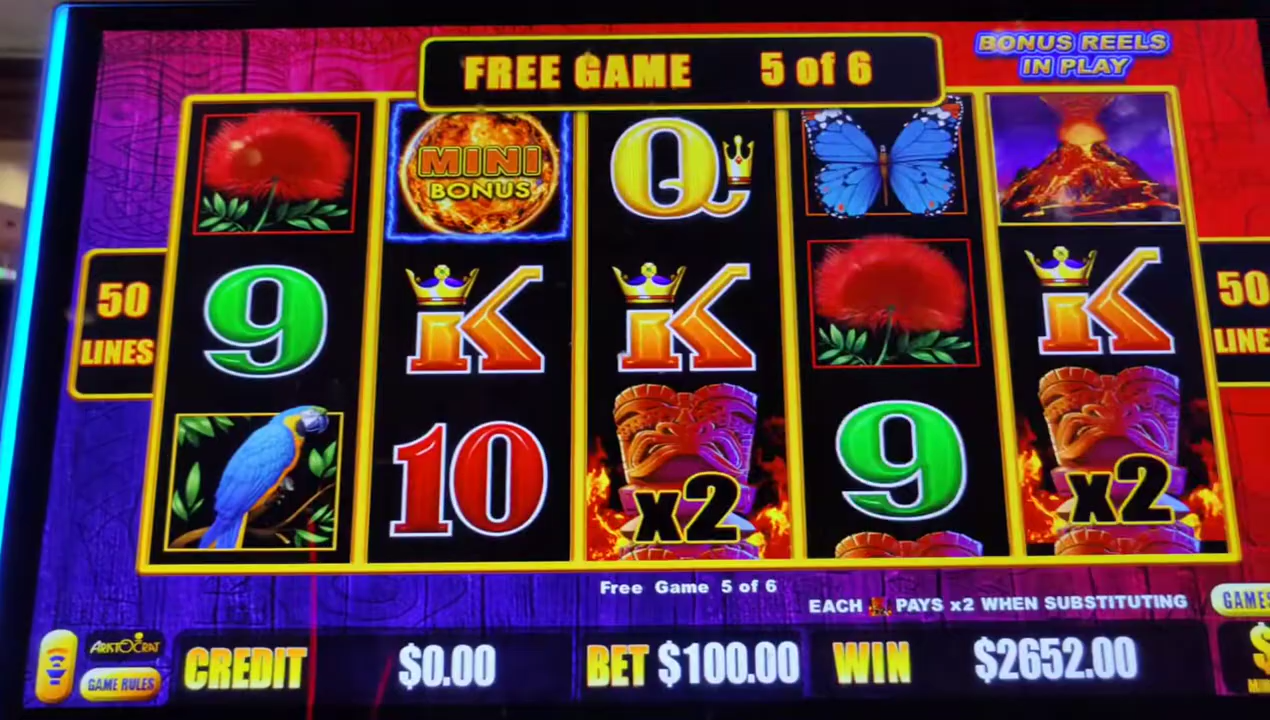 FREE GAME 5 of 6
BONUS REELS
IN PLAY
MINI
BONUS
Q
50
LINES
50
LINE
9
K
K
K
10
x2
9
x2
Free Game 5 of 6
EACH PAYS x2 WHEN SUBSTITUTING
GAMES
ARISTOCRAT
GAME RULES
CREDIT $0.00
BET $100.00
WIN $2652.00
$